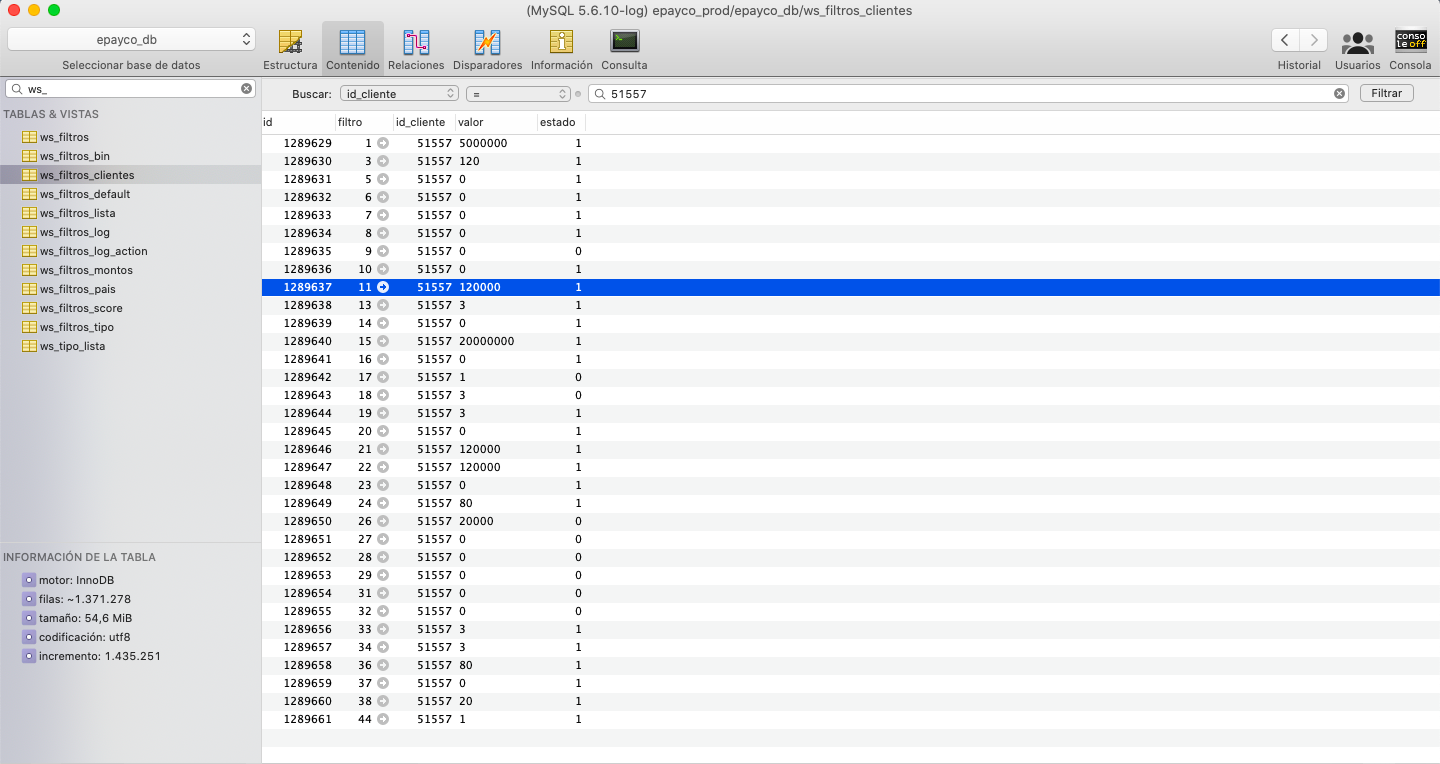 (MySQL 5.6.10-log) epayco_prod/epayco_db/ws_filtros_clientes
epayco_db
Seleccionar base de datos
Estructura Contenido Relaciones Disparadores Información Consulta
Historial Usuarios Consola
conso
le off
ws_
Buscar: id_cliente = 51557 Filtrar
TABLAS & VISTAS
ws_filtros
ws_filtros_bin
ws_filtros_clientes
ws_filtros_default
ws_filtros_lista
ws_filtros_log
ws_filtros_log_action
ws_filtros_montos
ws_filtros_pais
ws_filtros_score
ws_filtros_tipo
ws_tipo_lista
INFORMACIÓN DE LA TABLA
motor: InnoDB
filas: ~1.371.278
tamaño: 54,6 MiB
codificación: utf8
incremento: 1.435.251
id filtro id_cliente valor estado
1289629 1 51557 5000000 1
1289630 3 51557 120 1
1289631 5 51557 0 1
1289632 6 51557 0 1
1289633 7 51557 0 1
1289634 8 51557 0 1
1289635 9 51557 0 0
1289636 10 51557 0 1
1289637 11 51557 120000 1
1289638 13 51557 3 1
1289639 14 51557 0 1
1289640 15 51557 20000000 1
1289641 16 51557 0 1
1289642 17 51557 1 0
1289643 18 51557 3 0
1289644 19 51557 3 1
1289645 20 51557 0 1
1289646 21 51557 120000 1
1289647 22 51557 120000 1
1289648 23 51557 0 1
1289649 24 51557 80 1
1289650 26 51557 20000 0
1289651 27 51557 0 0
1289652 28 51557 0 0
1289653 29 51557 0 0
1289654 31 51557 0 0
1289655 32 51557 0 0
1289656 33 51557 3 1
1289657 34 51557 3 1
1289658 36 51557 80 1
1289659 37 51557 0 1
1289660 38 51557 20 1
1289661 44 51557 1 1